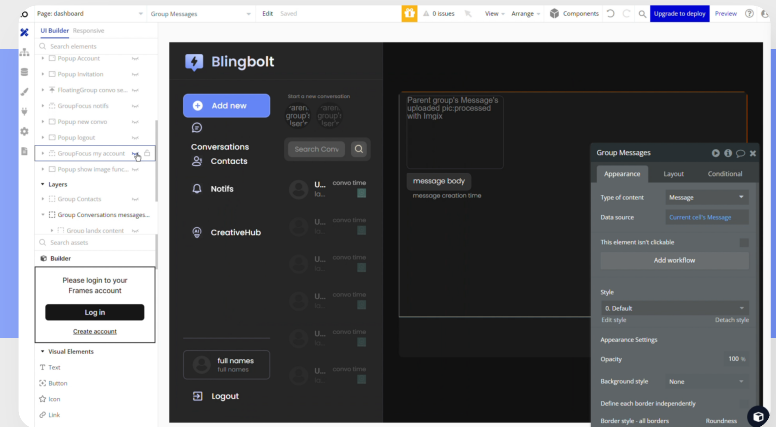 Page: dashboard
Group Messages
Edit
Saved
0 issues
View
Arrange
Components
Upgrade to deploy
Preview
UI Builder
Responsive
Search elements
Popup Account
Popup Invitation
FloatingGroup convo se...
GroupFocus notifs
Popup new convo
Popup logout
GroupFocus my account
Popup show image func...
Layers
Group Contacts
Group Conversations messages...
Group landx content
Search assets
Builder
Please login to your
Frames account
Log in
Create account
Visual Elements
Text
Button
Icon
Link
Blingbolt
Add new
Conversations
Contacts
Notifs
CreativeHub
full names
full names
Logout
Start a new conversation
Search Conv
U...
convo time
U...
convo time
U...
convo time
U...
convo time
U...
convo time
U...
convo time
Parent group's Message's
uploaded pic:processed
with Imgix
message body
message creation time
Group Messages
Appearance
Layout
Conditional
Type of content
Message
Data source
Current cell's Message
This element isn't clickable
Add workflow
Style
0. Default
Edit style
Detach style
Appearance Settings
Opacity
100 %
Background style
None
Define each border independently
Border style - all borders
Roundness